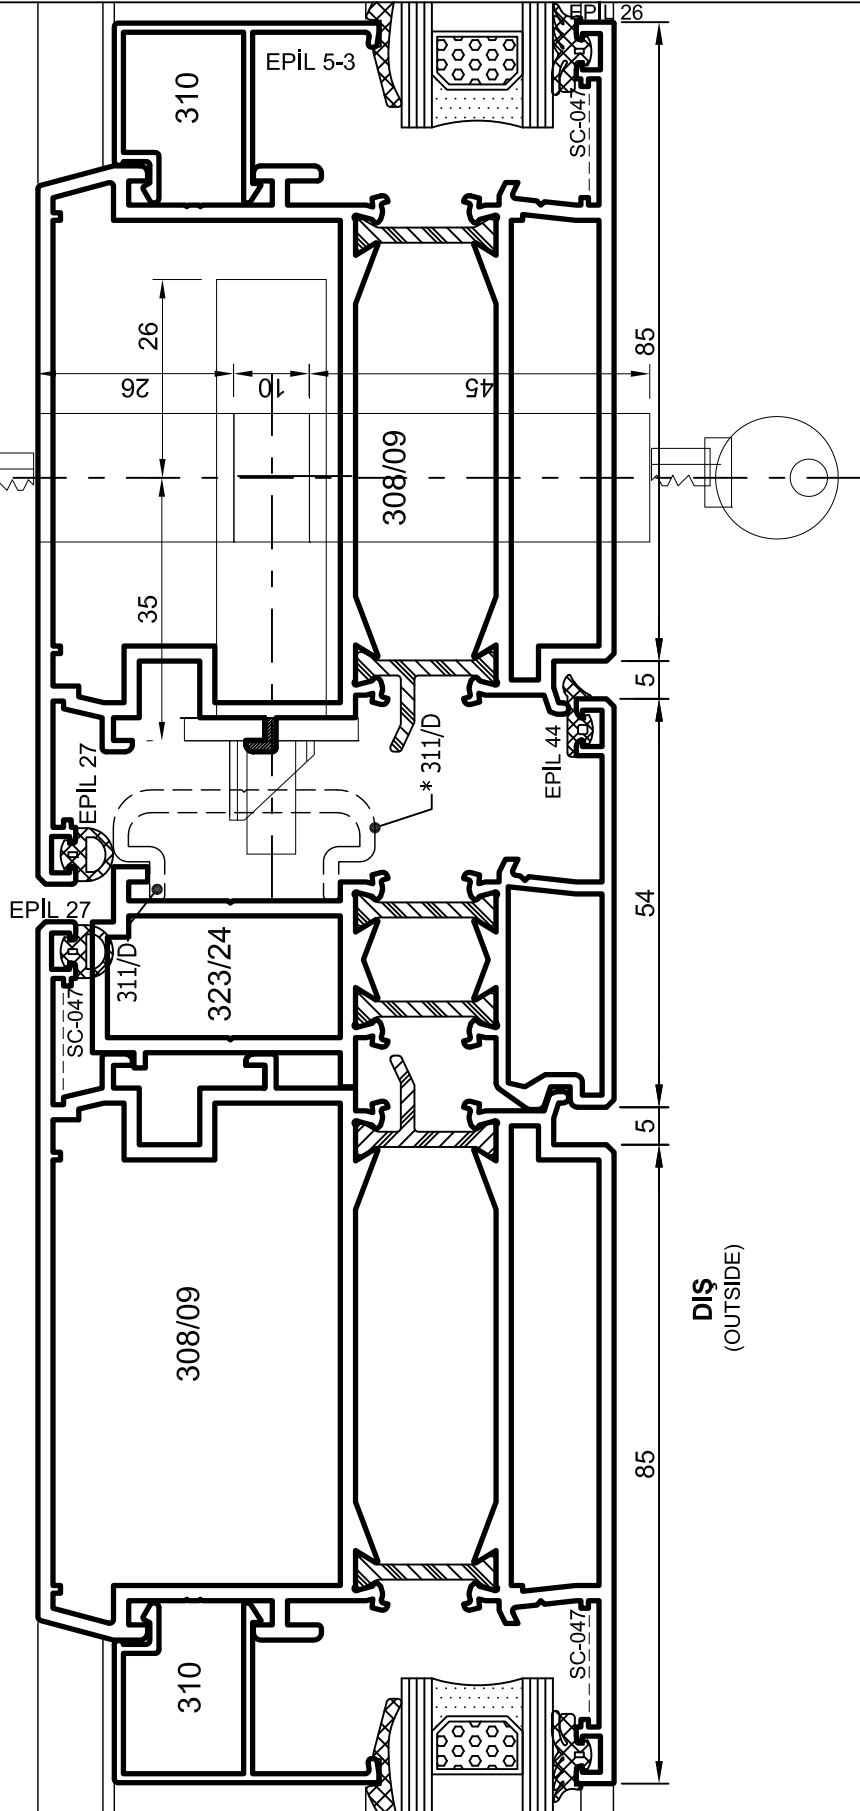 EPİL 26
EPİL 5-3
310
SC-047
26
85
26
10
45
308/09
35
5
EPİL 27
* 311/D
EPİL 44
54
EPİL 27
311/D
323/24
SC-047
5
DIŞ
(OUTSIDE)
308/09
85
SC-047
310